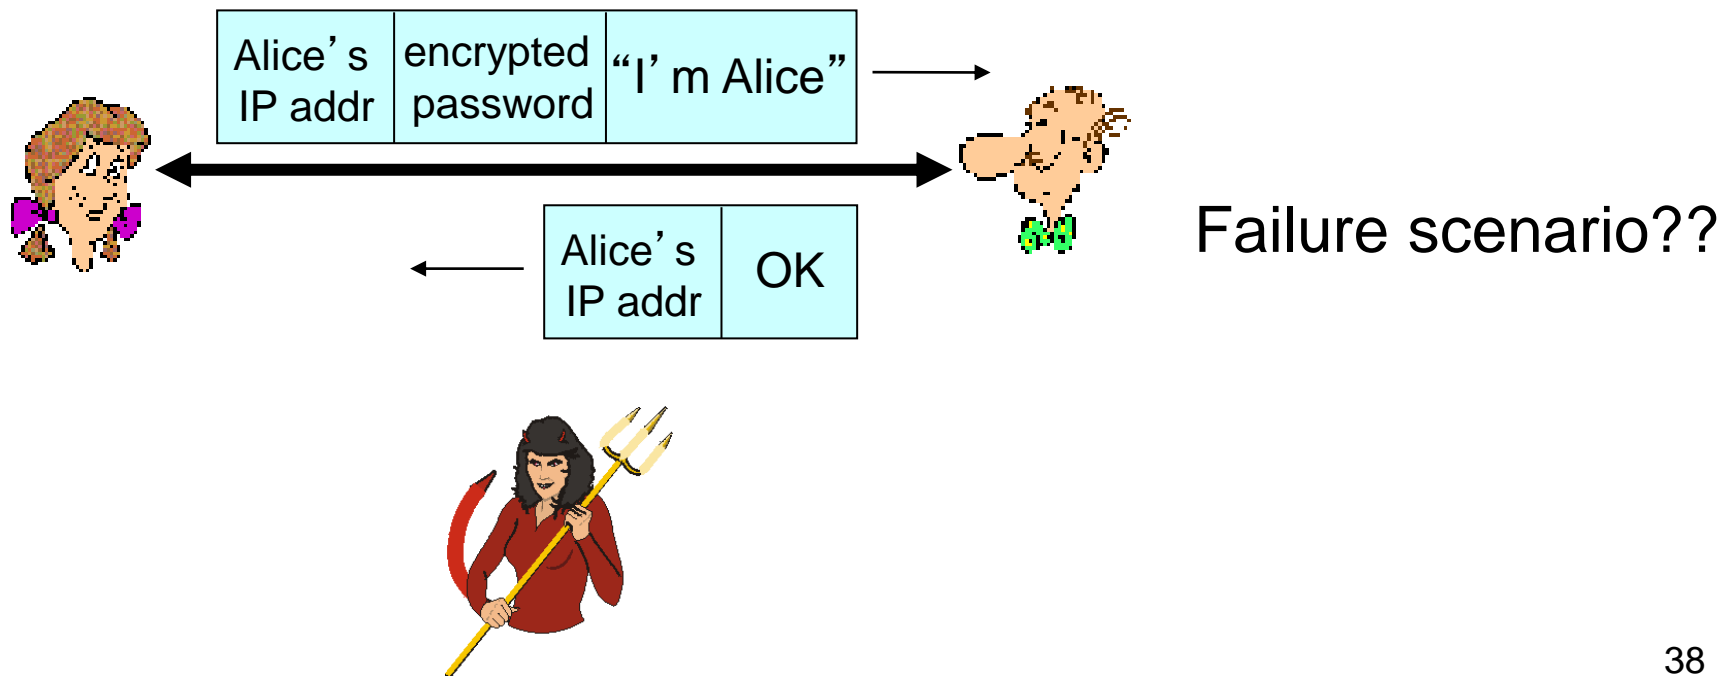 Alice’s
IP addr
encrypted
password
“I’m Alice”
Alice’s
IP addr
OK
Failure scenario??
38